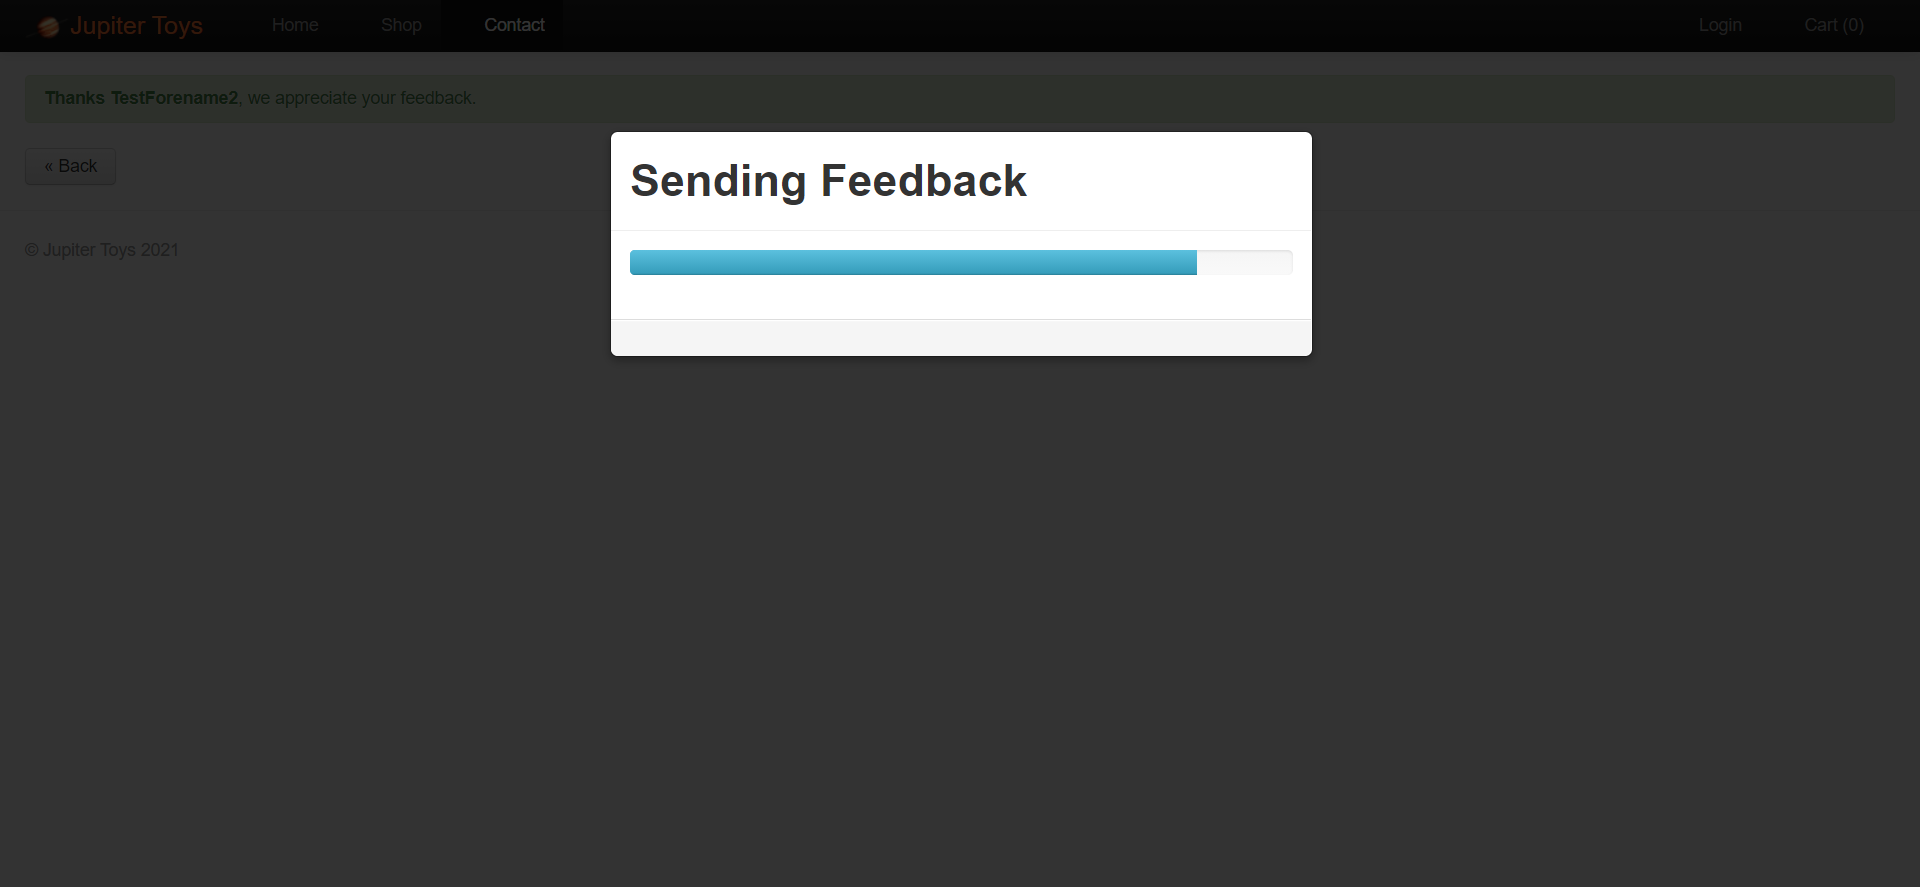 Jupiter Toys
Home
Shop
Contact
Login
Cart (0)
Thanks TestForename2, we appreciate your feedback.
« Back
Sending Feedback
© Jupiter Toys 2021